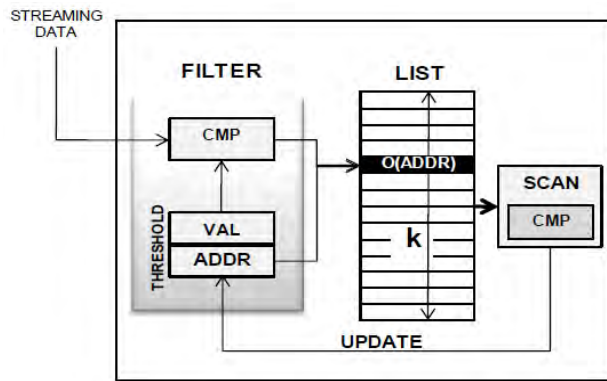 STREAMING
DATA
FILTER
LIST
CMP
O(ADDR)
SCAN
CMP
THRESHOLD
VAL
ADDR
k
UPDATE